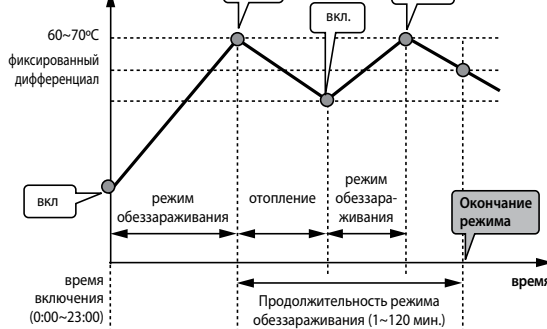 60~70ºC
фиксированный
дифференциал
вкл.
вкл
режим
обеззараживания
отопление
режим
обеззара-
живания
Окончание
режима
время
время
включения
(0:00~23:00)
Продолжительность режима
обеззараживания (1~120 мин.)